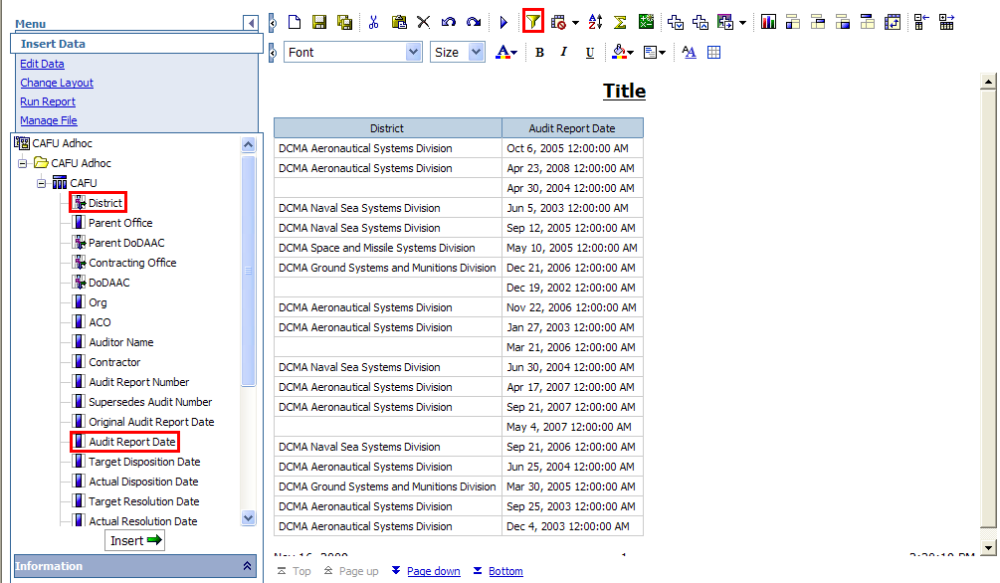 Menu
Insert Data
Edit Data
Change Layout
Run Report
Manage File
CAFU Adhoc
CAFU Adhoc
CAFU
District
Parent Office
Parent DoDAAC
Contracting Office
DoDAAC
Org
ACO
Auditor Name
Contractor
Audit Report Number
Supersedes Audit Number
Original Audit Report Date
Audit Report Date
Target Disposition Date
Actual Disposition Date
Target Resolution Date
Actual Resolution Date
Insert
Information
Font Size A B I U A A
Title
District Audit Report Date
DCMA Aeronautical Systems Division Oct 6, 2005 12:00:00 AM
DCMA Aeronautical Systems Division Apr 23, 2008 12:00:00 AM
Apr 30, 2004 12:00:00 AM
DCMA Naval Sea Systems Division Jun 5, 2003 12:00:00 AM
DCMA Naval Sea Systems Division Sep 12, 2005 12:00:00 AM
DCMA Space and Missile Systems Division May 10, 2005 12:00:00 AM
DCMA Ground Systems and Munitions Division Dec 21, 2006 12:00:00 AM
Dec 19, 2002 12:00:00 AM
DCMA Aeronautical Systems Division Nov 22, 2006 12:00:00 AM
DCMA Aeronautical Systems Division Jan 27, 2003 12:00:00 AM
Mar 21, 2006 12:00:00 AM
DCMA Naval Sea Systems Division Jun 30, 2004 12:00:00 AM
DCMA Aeronautical Systems Division Apr 17, 2007 12:00:00 AM
DCMA Aeronautical Systems Division Sep 21, 2007 12:00:00 AM
May 4, 2007 12:00:00 AM
DCMA Naval Sea Systems Division Sep 21, 2006 12:00:00 AM
DCMA Aeronautical Systems Division Jun 25, 2004 12:00:00 AM
DCMA Ground Systems and Munitions Division Mar 30, 2005 12:00:00 AM
DCMA Aeronautical Systems Division Sep 25, 2003 12:00:00 AM
DCMA Aeronautical Systems Division Dec 4, 2003 12:00:00 AM
Top Page up Page down Bottom